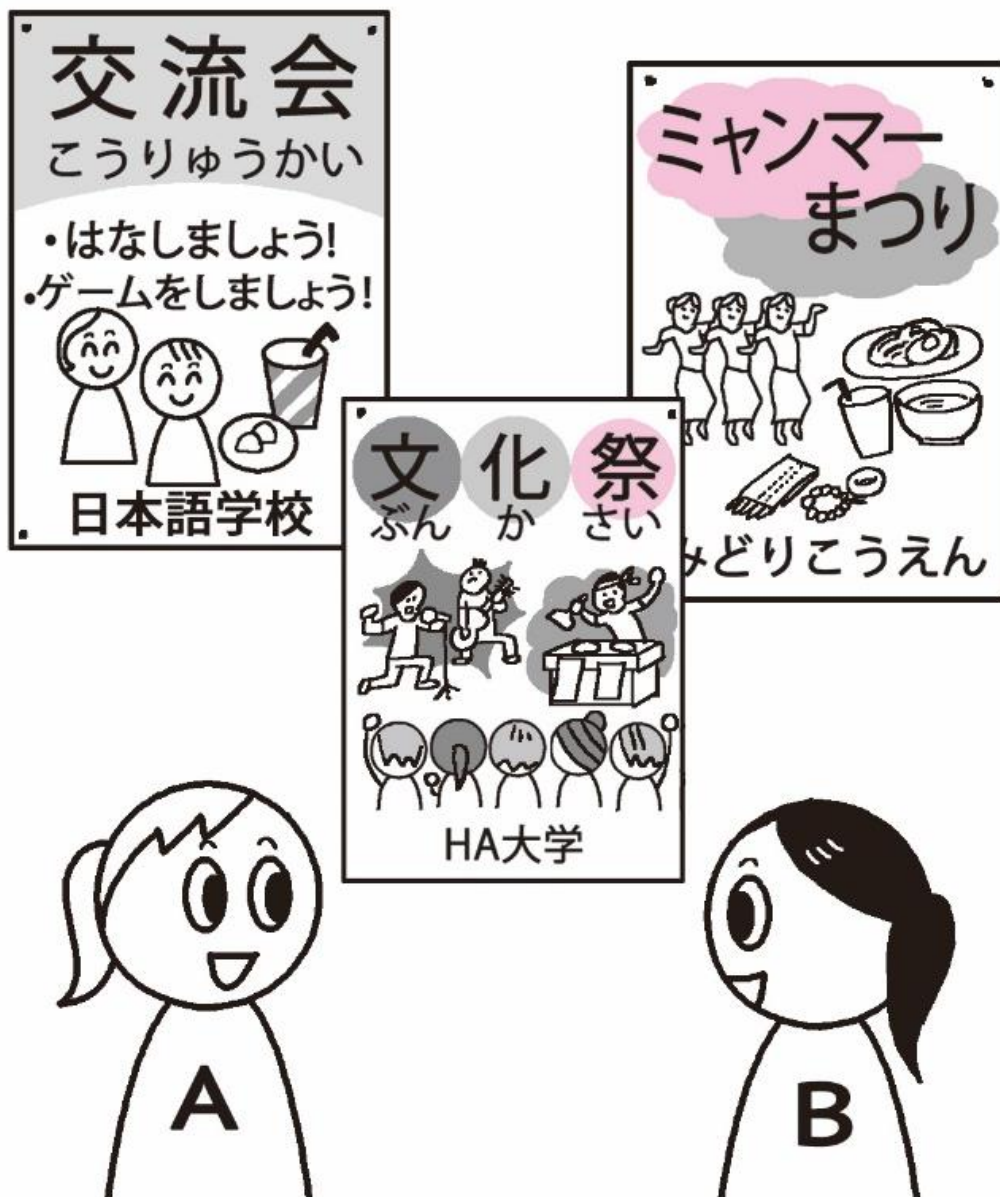 交流会
こうりゅうかい
・はなしましょう!
・ゲームをしましょう!
日本語学校
ミャンマー
まつり
みどりこうえん
文化祭
ぶんかさい
HA大学
A
B